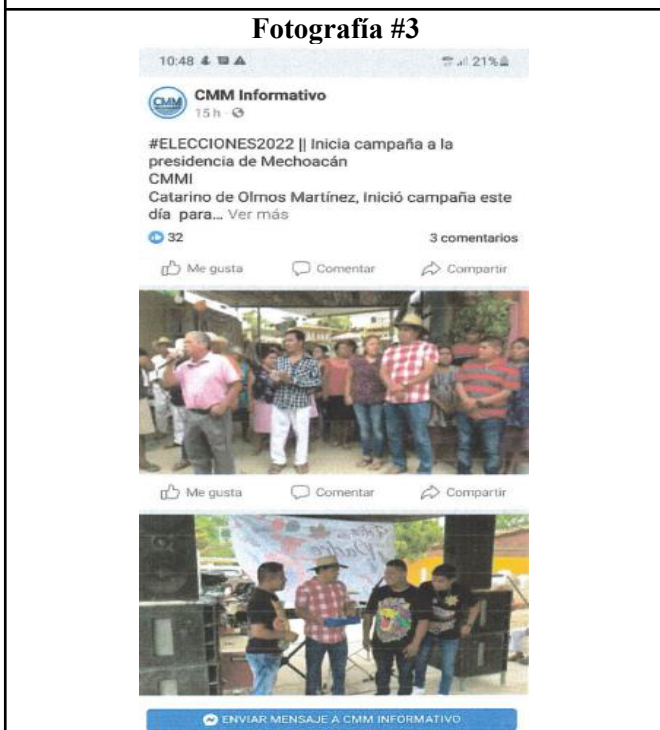 Fotografía #3
10:48
21%
CMM
CMM Informativo
15 h
#ELECCIONES2022 || Inicia campaña a la
presidencia de Mechoacán
CMMI
Catarino de Olmos Martínez, Inició campaña este
día para... Ver más
32
3 comentarios
Me gusta
Comentar
Compartir
Me gusta
Comentar
Compartir
Padre
ENVIAR MENSAJE A CMM INFORMATIVO